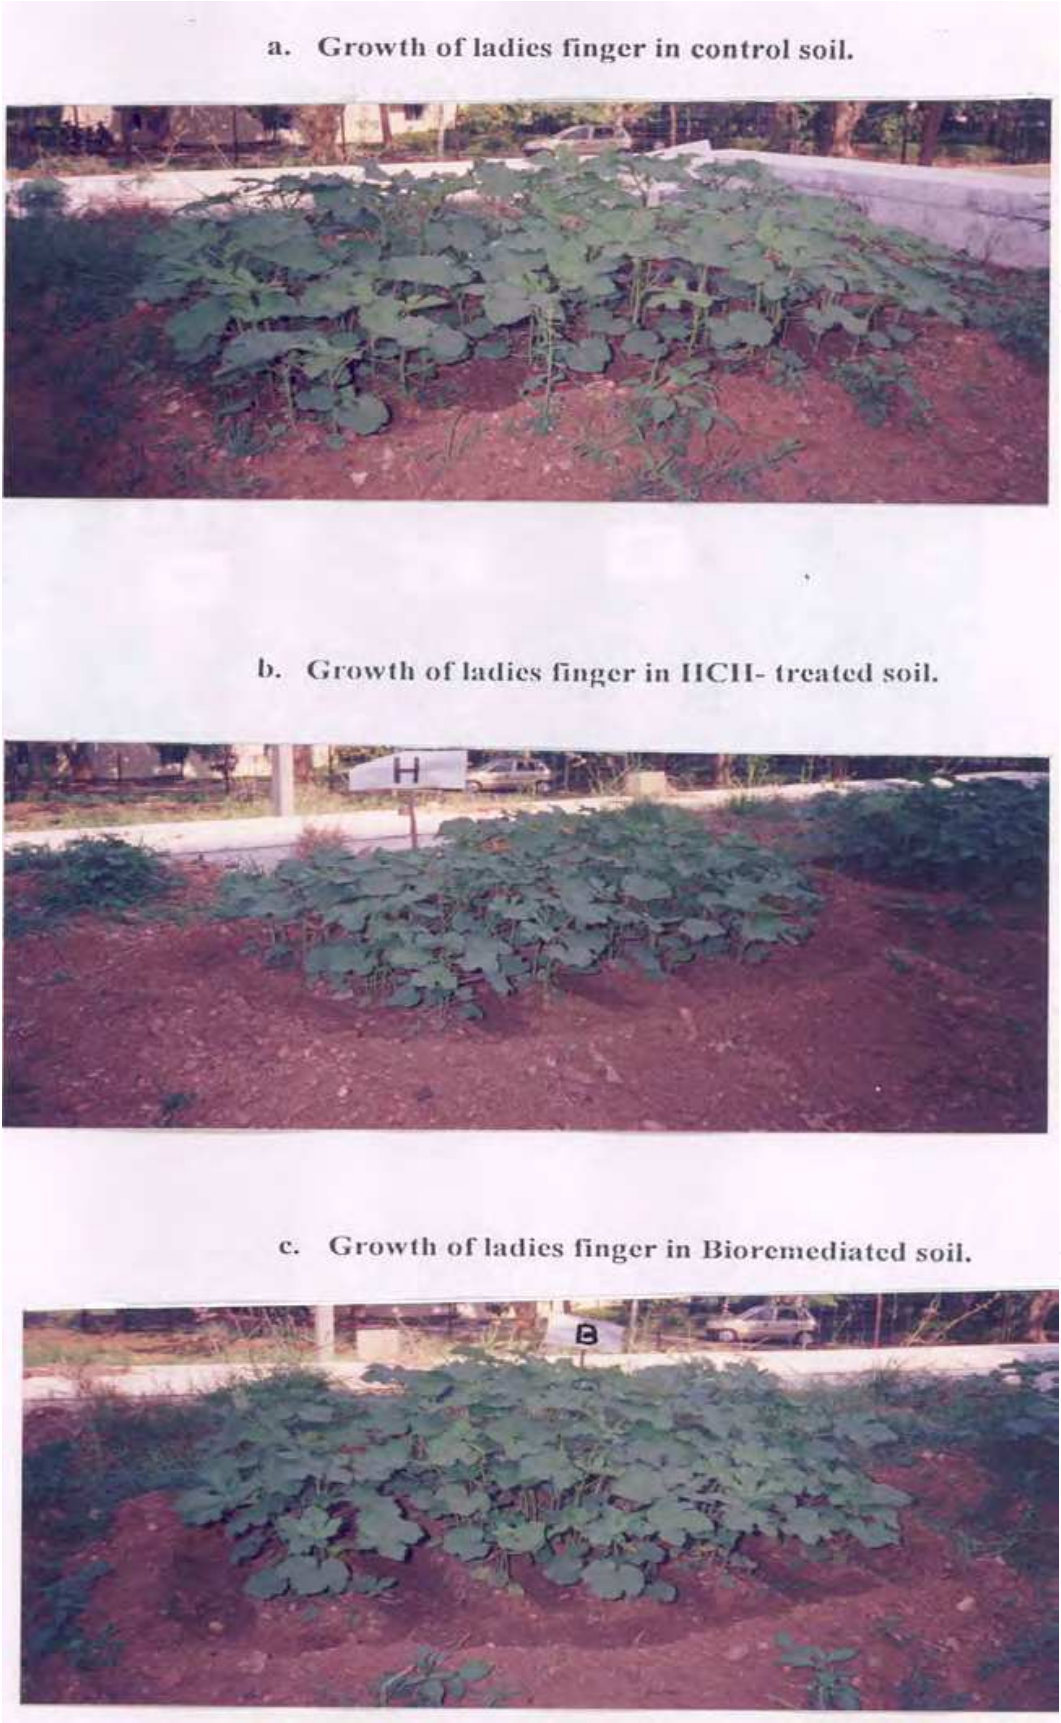 a. Growth of ladies finger in control soil.
b. Growth of ladies finger in HCH- treated soil.
H
c. Growth of ladies finger in Bioremediated soil.
B